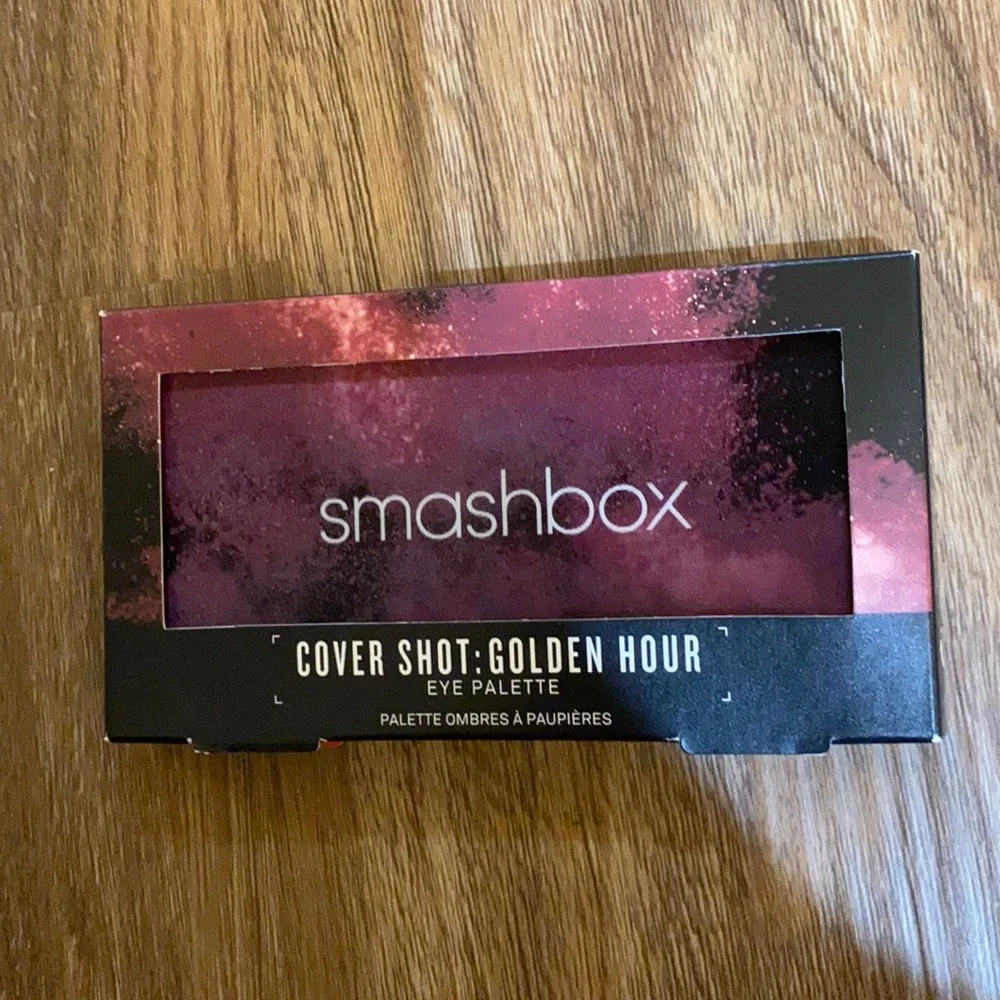 smashbox
COVER SHOT: GOLDEN HOUR
EYE PALETTE
PALETTE OMBRES À PAUPIÈRES